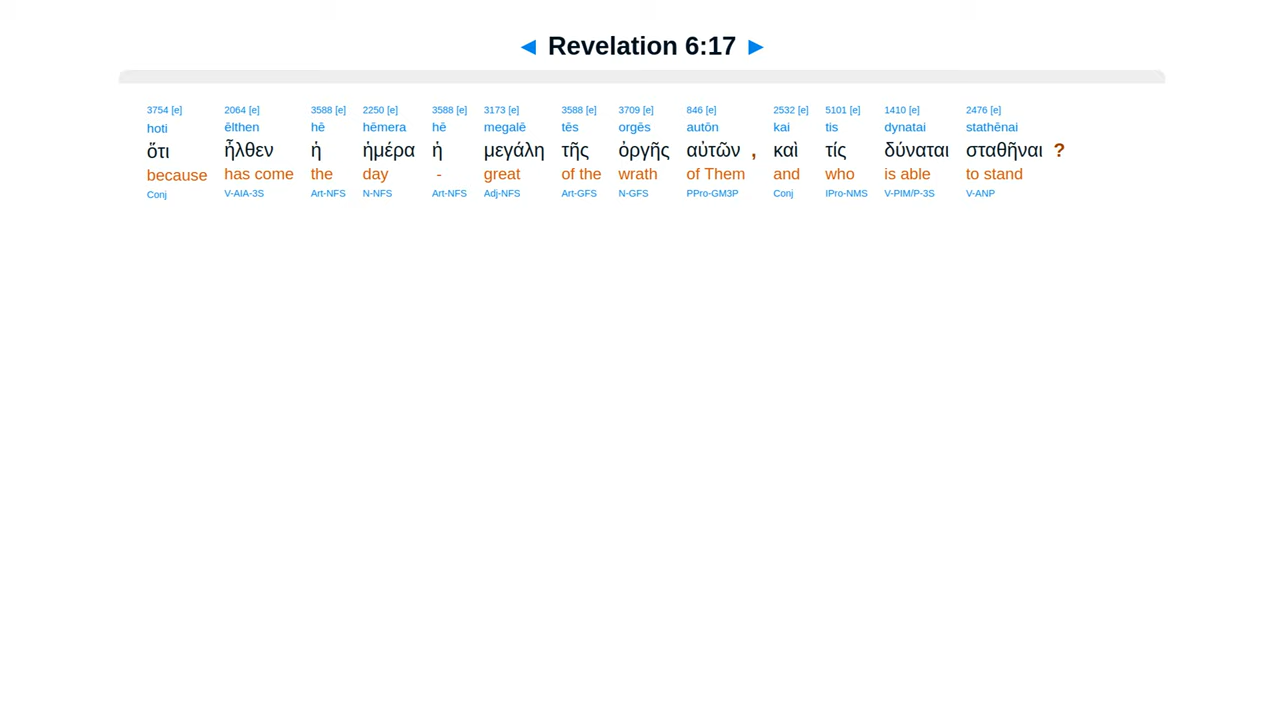 ◄ Revelation 6:17 ►
3754 [e] 2064 [e] 3588 [e] 2250 [e] 3588 [e] 3173 [e] 3588 [e] 3709 [e] 846 [e] 2532 [e] 5101 [e] 1410 [e] 2476 [e]
hoti ēlthen hē hēmera hē megalē tēs orgēs autōn kai tis dynatai stathēnai
ὅτι ἦλθεν ἡ ἡμέρα ἡ μεγάλη τῆς ὀργῆς αὐτῶν , καὶ τίς δύναται σταθῆναι ?
because has come the day - great of the wrath of Them and who is able to stand
Conj V-AIA-3S Art-NFS N-NFS Art-NFS Adj-NFS Art-GFS N-GFS PPro-GM3P Conj IPro-NMS V-PIM/P-3S V-ANP